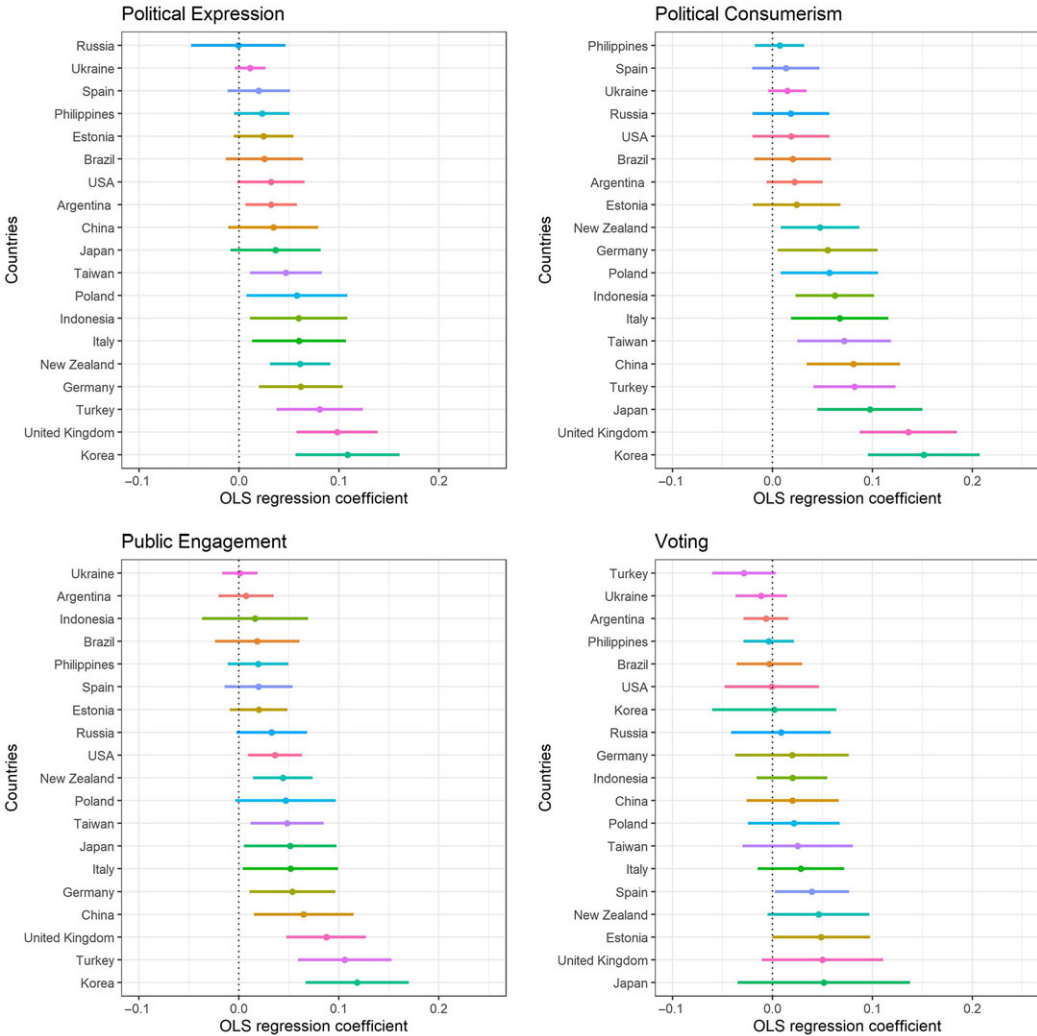 Political Expression
Countries
Russia
Ukraine
Spain
Philippines
Estonia
Brazil
USA
Argentina
China
Japan
Taiwan
Poland
Indonesia
Italy
New Zealand
Germany
Turkey
United Kingdom
Korea
−0.1 0.0 0.1 0.2
OLS regression coefficient
Political Consumerism
Countries
Philippines
Spain
Ukraine
Russia
USA
Brazil
Argentina
Estonia
New Zealand
Germany
Poland
Indonesia
Italy
Taiwan
China
Turkey
Japan
United Kingdom
Korea
−0.1 0.0 0.1 0.2
OLS regression coefficient
Public Engagement
Countries
Ukraine
Argentina
Indonesia
Brazil
Philippines
Spain
Estonia
Russia
USA
New Zealand
Poland
Taiwan
Japan
Italy
Germany
China
United Kingdom
Turkey
Korea
−0.1 0.0 0.1 0.2
OLS regression coefficient
Voting
Countries
Turkey
Ukraine
Argentina
Philippines
Brazil
USA
Korea
Russia
Germany
Indonesia
China
Poland
Taiwan
Italy
Spain
New Zealand
Estonia
United Kingdom
Japan
−0.1 0.0 0.1 0.2
OLS regression coefficient